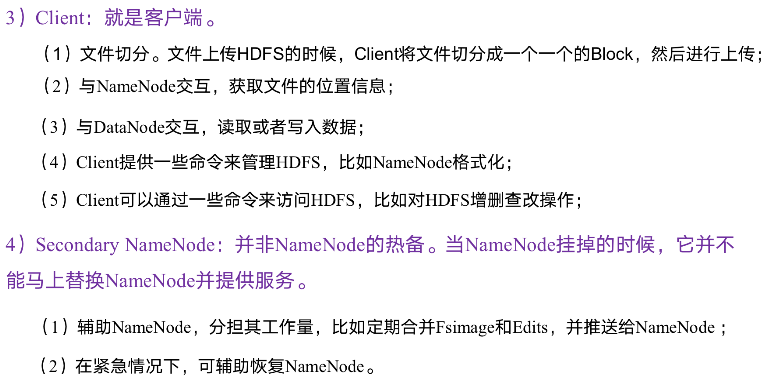 3）Client：就是客户端。
（1）文件切分。文件上传HDFS的时候，Client将文件切分成一个一个的Block，然后进行上传；
（2）与NameNode交互，获取文件的位置信息；
（3）与DataNode交互，读取或者写入数据；
（4）Client提供一些命令来管理HDFS，比如NameNode格式化；
（5）Client可以通过一些命令来访问HDFS，比如对HDFS增删查改操作；
4）Secondary NameNode：并非NameNode的热备。当NameNode挂掉的时候，它并不
能马上替换NameNode并提供服务。
（1）辅助NameNode，分担其工作量，比如定期合并Fsimage和Edits，并推送给NameNode ；
（2）在紧急情况下，可辅助恢复NameNode。